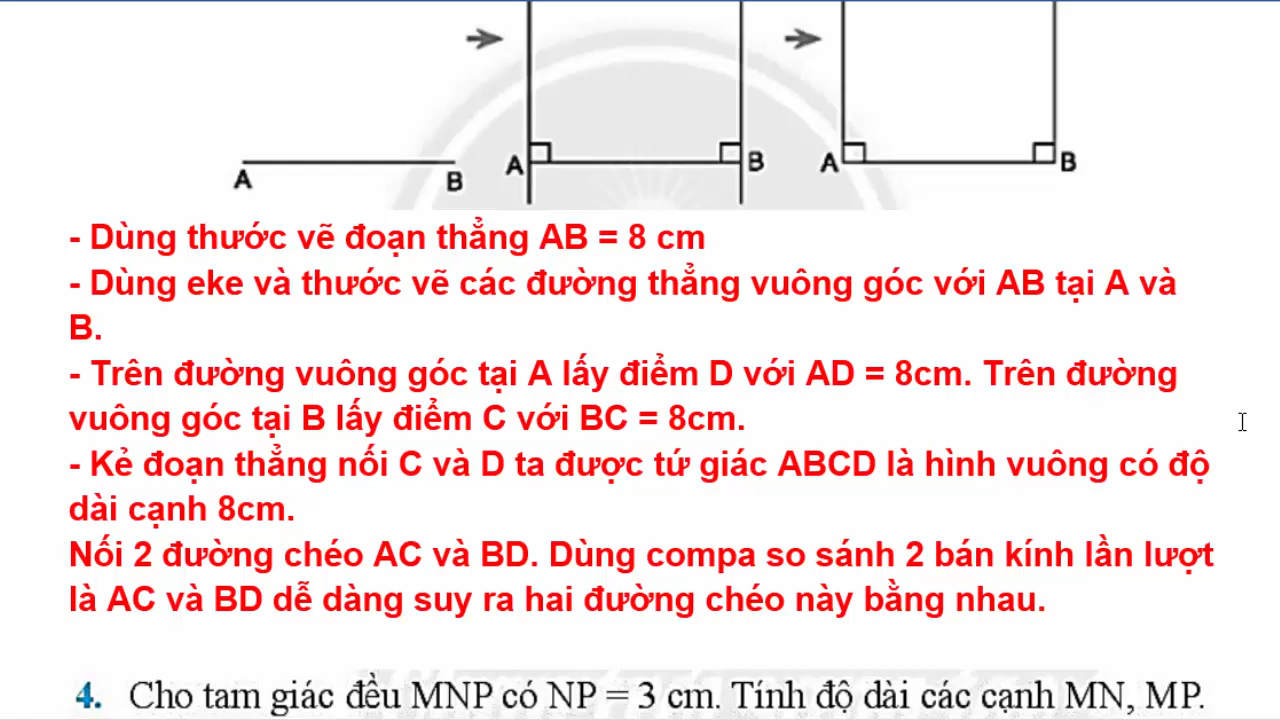 A B A B A B
- Dùng thước vẽ đoạn thẳng AB = 8 cm
- Dùng eke và thước vẽ các đường thẳng vuông góc với AB tại A và
B.
- Trên đường vuông góc tại A lấy điểm D với AD = 8cm. Trên đường
vuông góc tại B lấy điểm C với BC = 8cm.
- Kẻ đoạn thẳng nối C và D ta được tứ giác ABCD là hình vuông có độ
dài cạnh 8cm.
Nối 2 đường chéo AC và BD. Dùng compa so sánh 2 bán kính lần lượt
là AC và BD dễ dàng suy ra hai đường chéo này bằng nhau.
4. Cho tam giác đều MNP có NP = 3 cm. Tính độ dài các cạnh MN, MP.